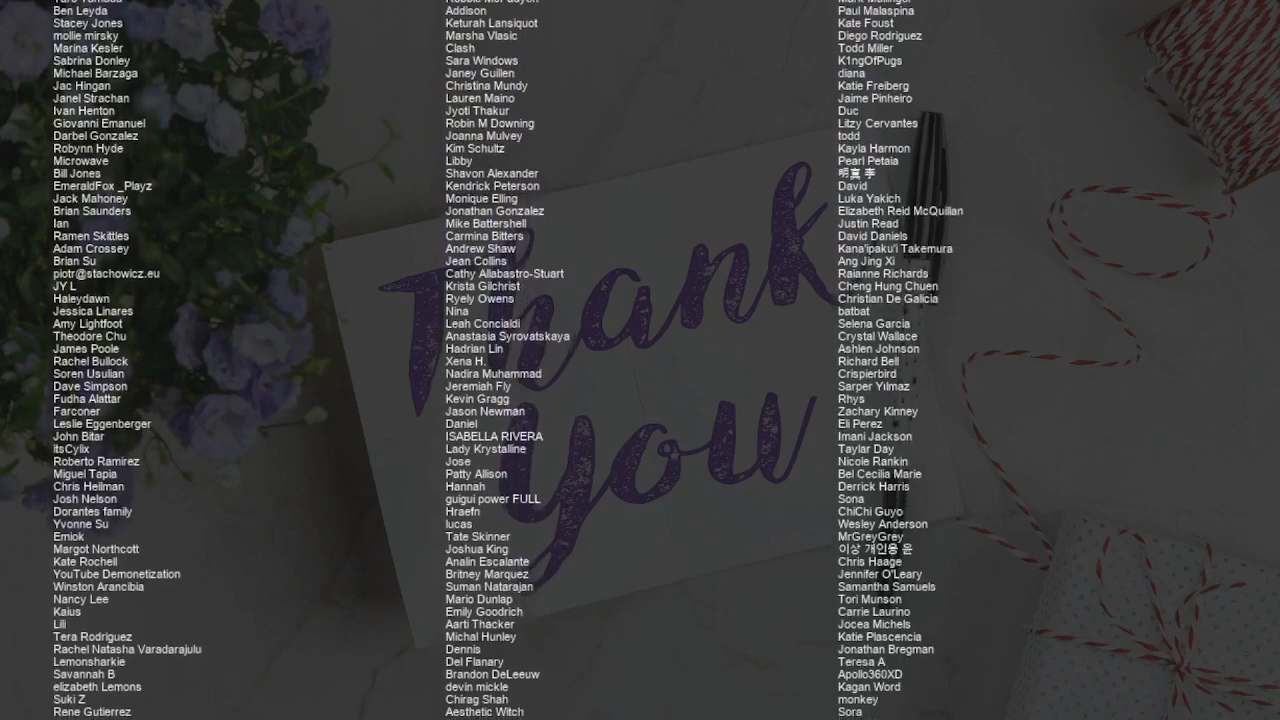 Ben Leyda
Stacey Jones
mollie mirsky
Marina Kesler
Sabrina Donley
Michael Barzaga
Jac Hingan
Janel Strachan
Ivan Henton
Giovanni Emanuel
Darbel Gonzalez
Robynn Hyde
Microwave
Bill Jones
EmeraldFox _Playz
Jack Mahoney
Brian Saunders
Ian
Ramen Skittles
Adam Crossey
Brian Su
piotr@stachowicz.eu
JY L
Haleydawn
Jessica Linares
Amy Lightfoot
Theodore Chu
James Poole
Rachel Bullock
Soren Usulian
Dave Simpson
Fudha Alattar
Farconer
Leslie Eggenberger
John Bitar
itsCylix
Roberto Ramirez
Miguel Tapia
Chris Heilman
Josh Nelson
Dorantes family
Yvonne Su
Emiok
Margot Northcott
Kate Rochell
YouTube Demonetization
Winston Arancibia
Nancy Lee
Kaius
Lili
Tera Rodriguez
Rachel Natasha Varadarajulu
Lemonsharkie
Savannah B
elizabeth Lemons
Suki Z
Rene Gutierrez
Addison
Keturah Lansiquot
Marsha Vlasic
Clash
Sara Windows
Janey Guillen
Christina Mundy
Lauren Maino
Jyoti Thakur
Robin M Downing
Joanna Mulvey
Kim Schultz
Libby
Shavon Alexander
Kendrick Peterson
Monique Elling
Jonathan Gonzalez
Mike Battershell
Carmina Bitters
Andrew Shaw
Jean Collins
Cathy Allabastro-Stuart
Krista Gilchrist
Ryely Owens
Nina
Leah Concialdi
Anastasia Syrovatskaya
Hadrian Lin
Xena H.
Nadira Muhammad
Jeremiah Fly
Kevin Gragg
Jason Newman
Daniel
ISABELLA RIVERA
Lady Krystalline
Jose
Patty Allison
Hannah
guigui power FULL
Hraefn
lucas
Tate Skinner
Joshua King
Analin Escalante
Britney Marquez
Suman Natarajan
Mario Dunlap
Emily Goodrich
Aarti Thacker
Michal Hunley
Dennis
Del Flanary
Brandon DeLeeuw
devin mickle
Chirag Shah
Aesthetic Witch
Paul Malaspina
Kate Foust
Diego Rodriguez
Todd Miller
K1ngOfPugs
diana
Katie Freiberg
Jaime Pinheiro
Duc
Litzy Cervantes
todd
Kayla Harmon
Pearl Petaia
明真 李
David
Luka Yakich
Elizabeth Reid McQuillan
Justin Read
David Daniels
Kana'ipaku'i Takemura
Ang Jing Xi
Raianne Richards
Cheng Hung Chuen
Christian De Galicia
batbat
Selena Garcia
Crystal Wallace
Ashlen Johnson
Richard Bell
Crispierbird
Sarper Yılmaz
Rhys
Zachary Kinney
Eli Perez
Imani Jackson
Taylar Day
Nicole Rankin
Bel Cecilia Marie
Derrick Harris
Sona
ChiChi Guyo
Wesley Anderson
MrGreyGrey
이상 개인용 윤
Chris Haage
Jennifer O'Leary
Samantha Samuels
Tori Munson
Carrie Laurino
Jocea Michels
Katie Plascencia
Jonathan Bregman
Teresa A
Apollo360XD
Kagan Word
monkey
Sora
Thank
You